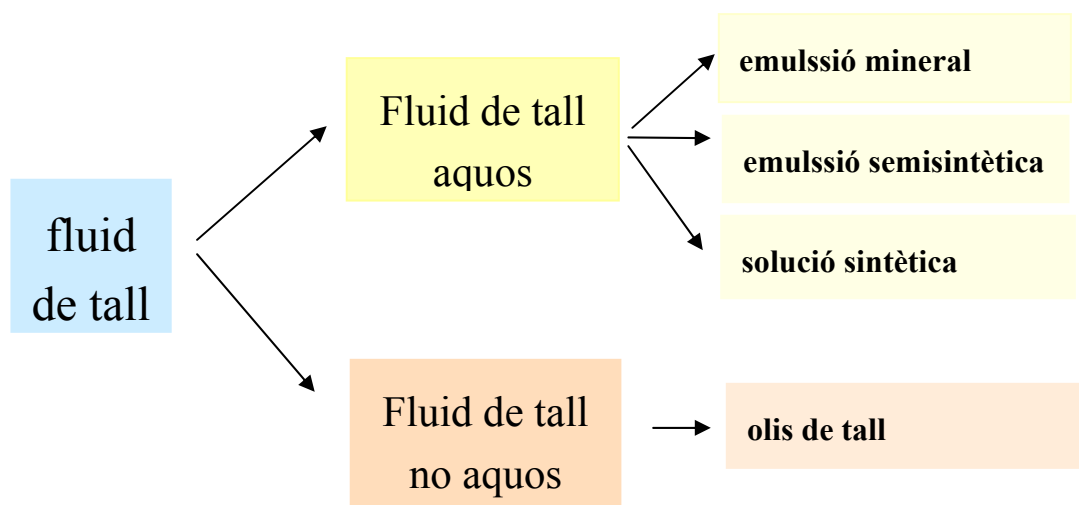 fluid
de tall
Fluid de tall
aquos
emulssió mineral
emulssió semisintètica
solució sintètica
Fluid de tall
no aquos
olis de tall